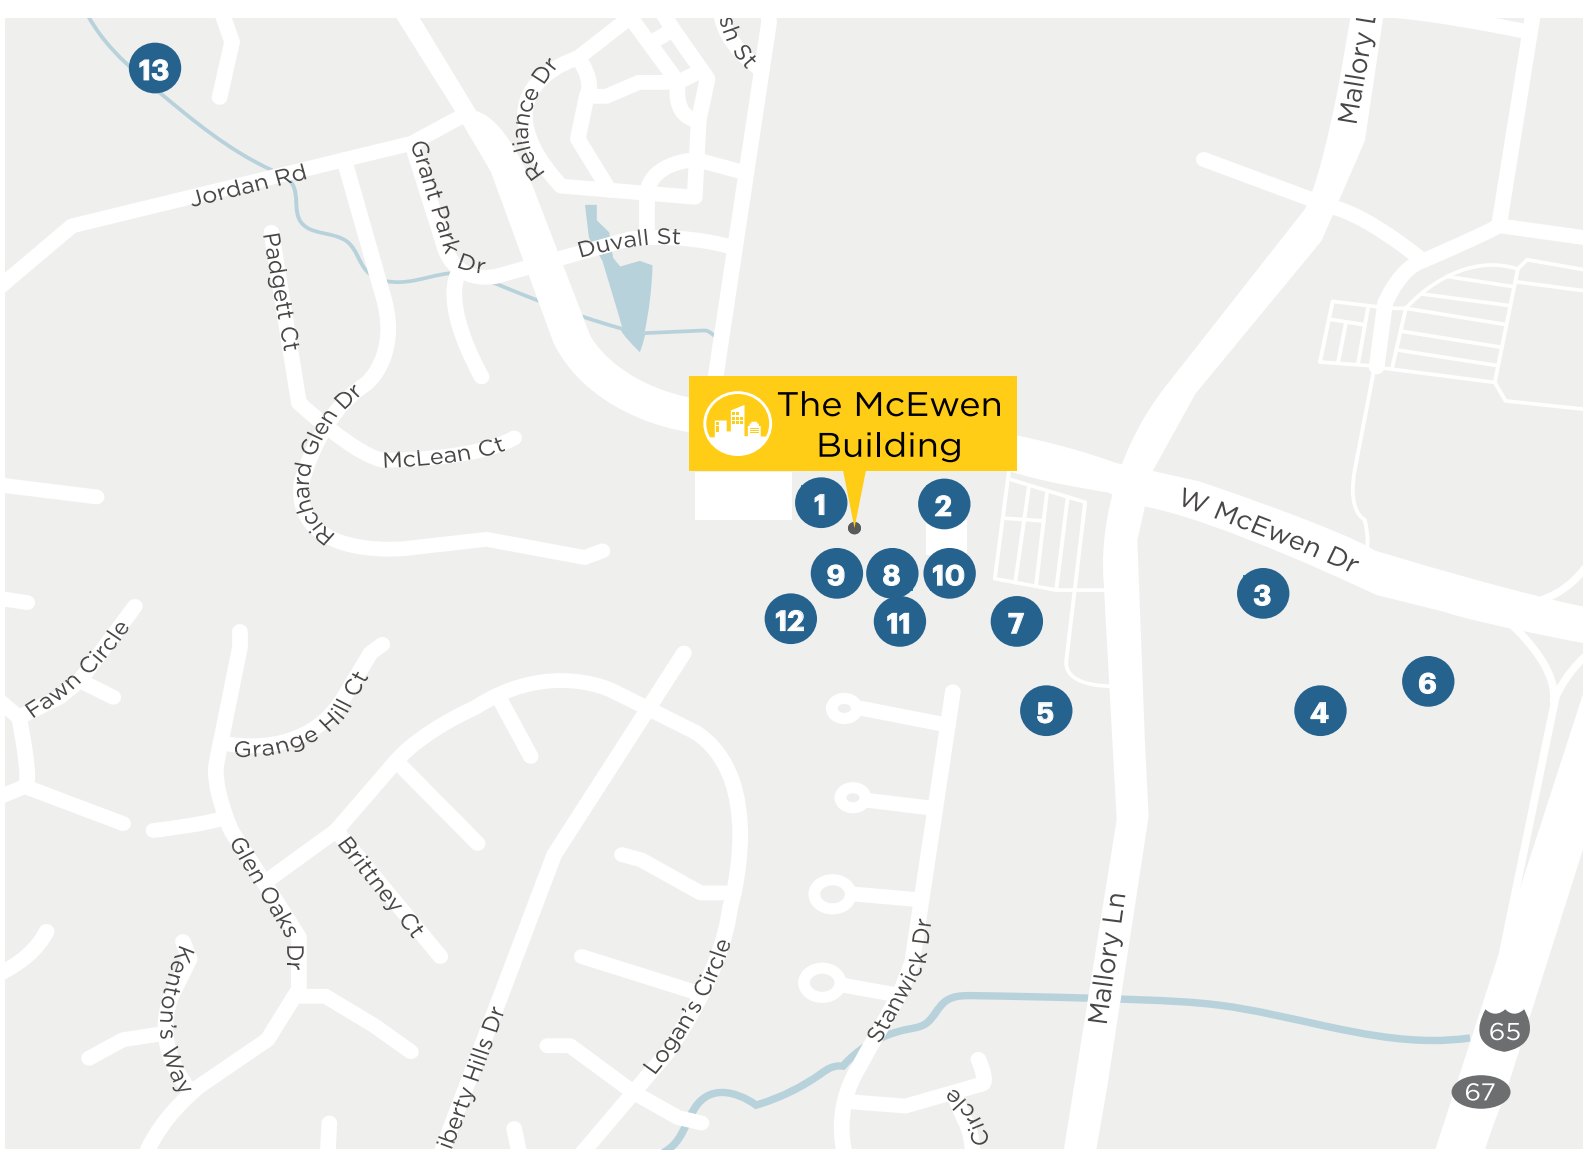 sh St
Mallory L
13
Reliance Dr
Jordan Rd
Grant Park Dr
Duvall St
Padgett Ct
The McEwen
Building
Richard Glen Dr
McLean Ct
1
2
W McEwen Dr
9
8
10
3
12
11
7
Fawn Circle
6
5
4
Grange Hill Ct
Glen Oaks Dr
Brittney Ct
Mallory Ln
Stanwick Dr
Logan's Circle
Kenton's Way
iberty Hills Dr
65
67
Circle